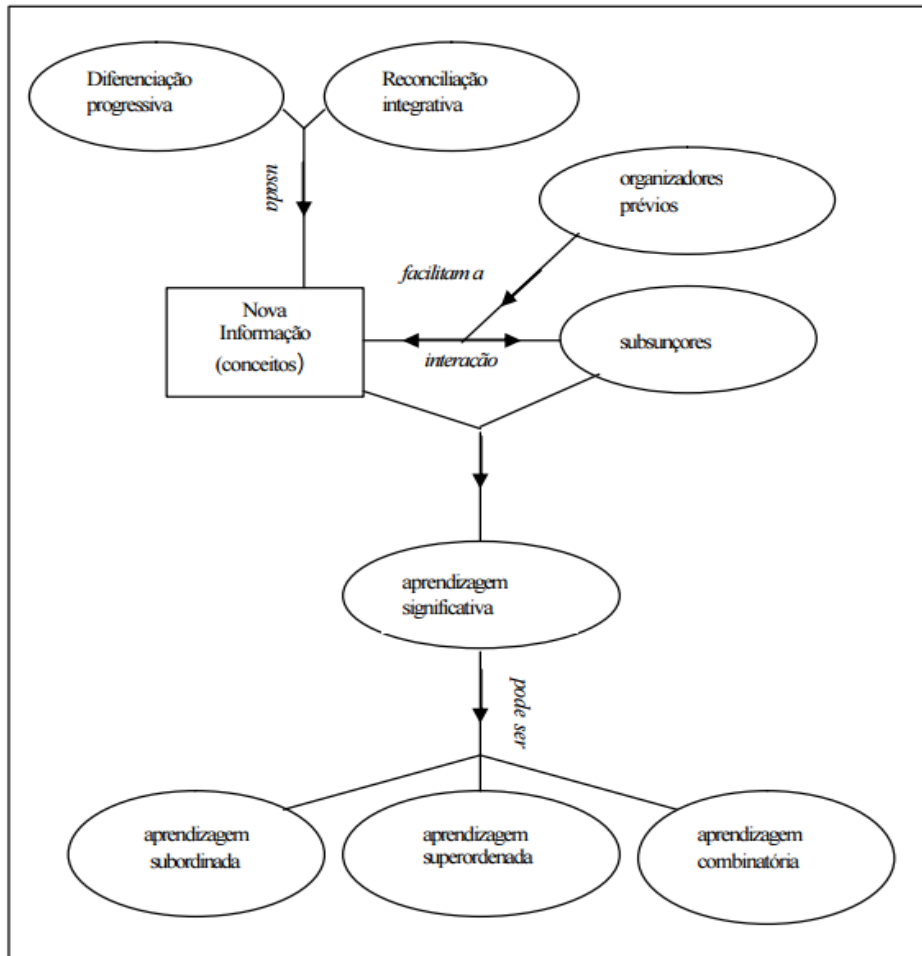 Diferenciação
progressiva
Reconciliação
integrativa
usada
organizadores
prévios
facilitam a
Nova
Informação
(conceitos)
interação
subsunçores
aprendizagem
significativa
pode ser
aprendizagem
subordinada
aprendizagem
superordenada
aprendizagem
combinatória